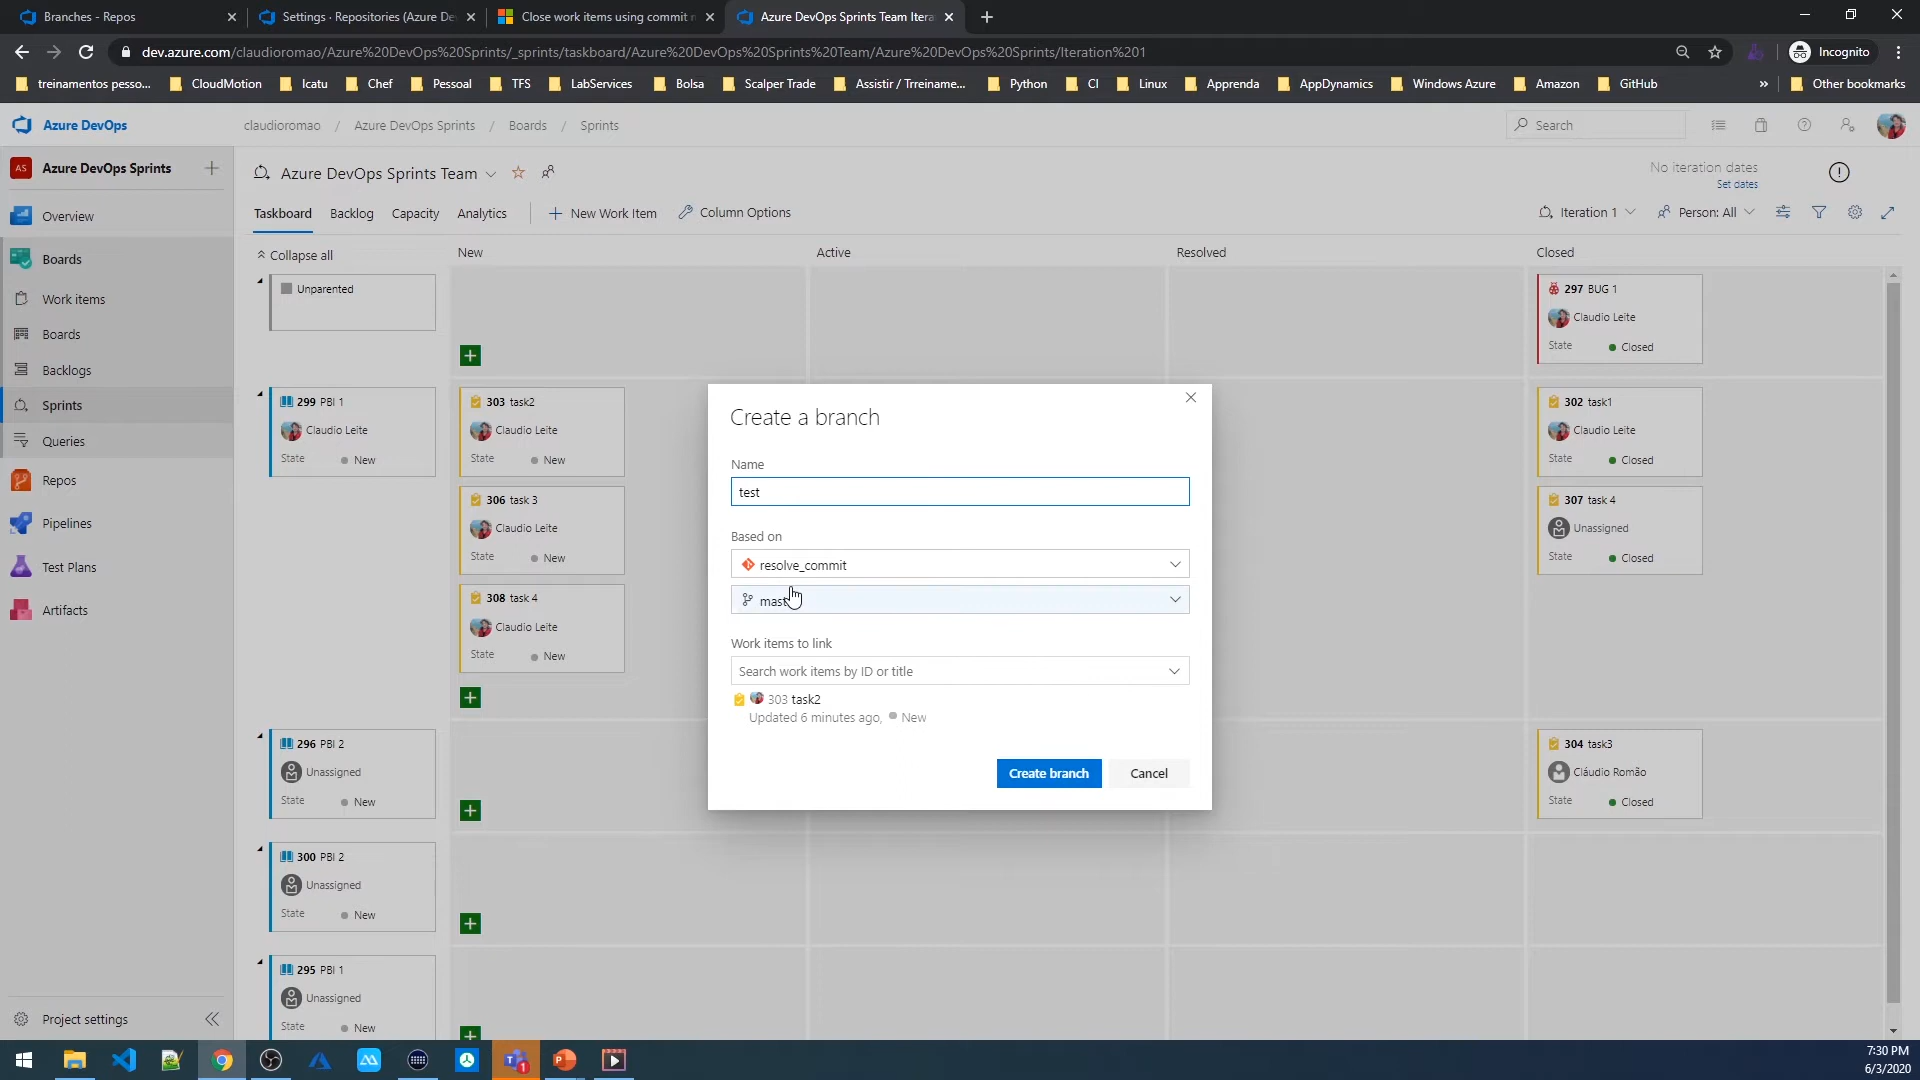 Branches - Repos
Settings · Repositories (Azure De
Close work items using commit m
Azure DevOps Sprints Team Itera
dev.azure.com/claudioromao/Azure%20DevOps%20Sprints/_sprints/taskboard/Azure%20DevOps%20Sprints%20Team/Azure%20DevOps%20Sprints/Iteration%201
Incognito
treinamentos pesso...
CloudMotion
Icatu
Chef
Pessoal
TFS
LabServices
Bolsa
Scalper Trade
Assistir / Trreiname...
Python
CI
Linux
Apprenda
AppDynamics
Windows Azure
Amazon
GitHub
»
Other bookmarks
Azure DevOps
claudioromao / Azure DevOps Sprints / Boards / Sprints
Search
AS Azure DevOps Sprints
Azure DevOps Sprints Team
No iteration dates
Set dates
Overview
Boards
Work items
Boards
Backlogs
Sprints
Queries
Repos
Pipelines
Test Plans
Artifacts
Project settings
Taskboard
Backlog
Capacity
Analytics
New Work Item
Column Options
Iteration 1
Person: All
Collapse all
New
Active
Resolved
Closed
Unparented
297 BUG 1
Claudio Leite
State Closed
299 PBI 1
Claudio Leite
State New
303 task2
Claudio Leite
State New
306 task 3
Claudio Leite
State New
308 task 4
Claudio Leite
State New
302 task1
Claudio Leite
State Closed
307 task 4
Unassigned
State Closed
296 PBI 2
Unassigned
State New
304 task3
Cláudio Romão
State Closed
300 PBI 2
Unassigned
State New
295 PBI 1
Unassigned
State New
Create a branch
Name
test
Based on
resolve_commit
Work items to link
Search work items by ID or title
303 task2
Updated 6 minutes ago, New
Create branch
Cancel
1
7:30 PM
6/3/2020